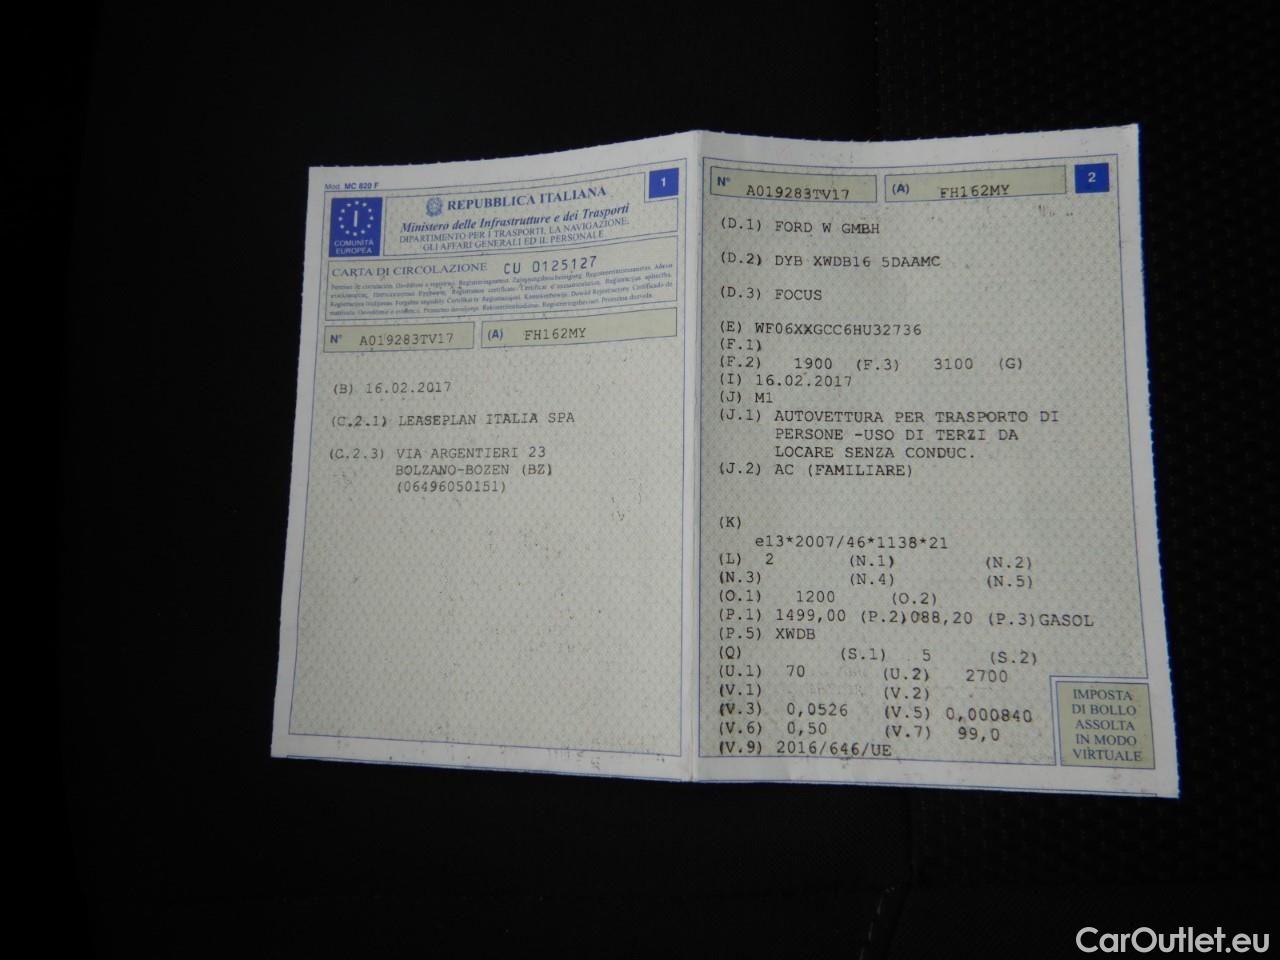 Mod. MC 820 F
1
I
COMUNITÀ
EUROPEA
REPUBBLICA ITALIANA
Ministero delle Infrastrutture e dei Trasporti
DIPARTIMENTO PER I TRASPORTI, LA NAVIGAZIONE,
GLI AFFARI GENERALI ED IL PERSONALE
CARTA DI CIRCOLAZIONE CU 0125127
N° A019283TV17 (A) FH162MY
(B) 16.02.2017
(C.2.1) LEASEPLAN ITALIA SPA
(C.2.3) VIA ARGENTIERI 23
BOLZANO-BOZEN (BZ)
(06496050151)
N° A019283TV17 (A) FH162MY 2
(D.1) FORD W GMBH
(D.2) DYB XWDB16 5DAAMC
(D.3) FOCUS
(E) WF06XXGCC6HU32736
(F.1)
(F.2) 1900 (F.3) 3100 (G)
(I) 16.02.2017
(J) M1
(J.1) AUTOVETTURA PER TRASPORTO DI
PERSONE -USO DI TERZI DA
LOCARE SENZA CONDUC.
(J.2) AC (FAMILIARE)
(K)
e13*2007/46*1138*21
(L) 2 (N.1) (N.2)
(N.3) (N.4) (N.5)
(O.1) 1200 (O.2)
(P.1) 1499,00 (P.2)088,20 (P.3)GASOL
(P.5) XWDB
(Q) (S.1) 5 (S.2)
(U.1) 70 (U.2) 2700
(V.1) (V.2)
(V.3) 0,0526 (V.5) 0,000840
(V.6) 0,50 (V.7) 99,0
(V.9) 2016/646/UE
IMPOSTA
DI BOLLO
ASSOLTA
IN MODO
VIRTUALE
CarOutlet.eu